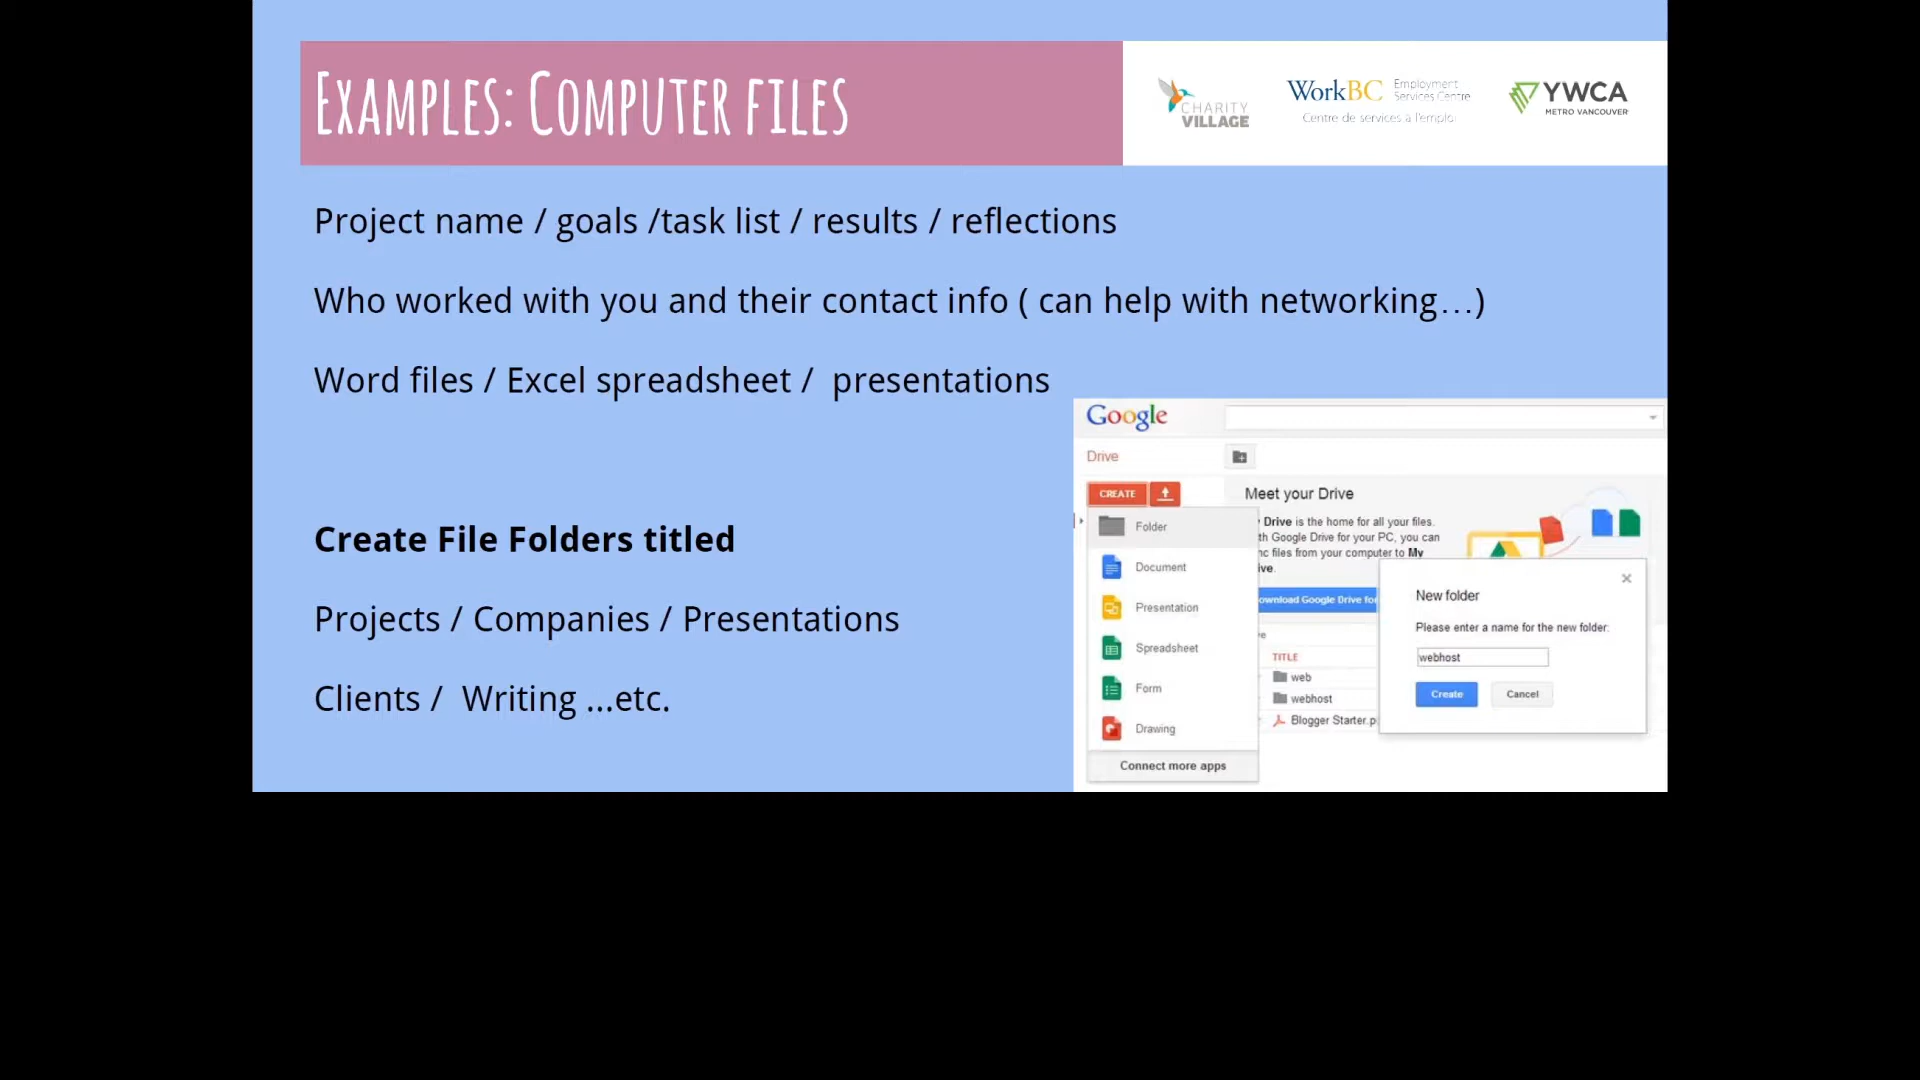 Examples: Computer files
CHARITY
VILLAGE
WorkBC Employment
Services Centre
Centre de services à l'emploi
YWCA
METRO VANCOUVER
Project name / goals /task list / results / reflections
Who worked with you and their contact info ( can help with networking...)
Word files / Excel spreadsheet / presentations
Create File Folders titled
Projects / Companies / Presentations
Clients / Writing ...etc.
Google
Drive
CREATE
Folder
Document
Presentation
Spreadsheet
Form
Drawing
Connect more apps
Meet your Drive
Drive is the home for all your files.
Google Drive for your PC, you can
files from your computer to My
Google Drive for
TITLE
web
webhost
Blogger Starter.p
New folder
Please enter a name for the new folder:
webhost
Create
Cancel